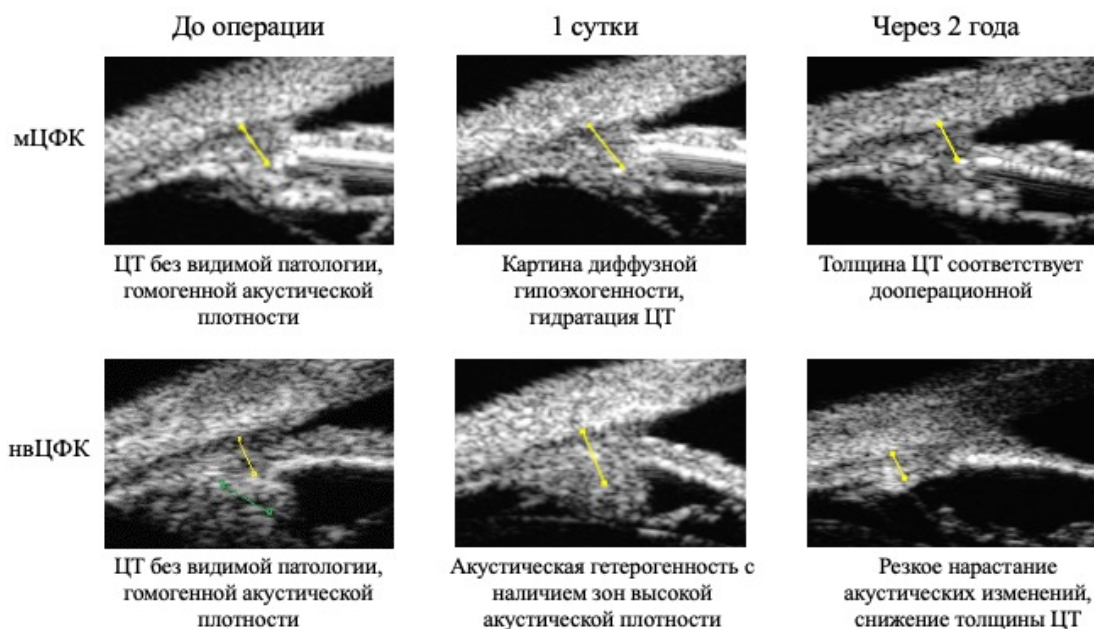 До операции
1 сутки
Через 2 года
мЦФК
ЦТ без видимой патологии,
гомогенной акустической
плотности
Картина диффузной
гипоэхогенности,
гидратация ЦТ
Толщина ЦТ соответствует
дооперационной
нвЦФК
ЦТ без видимой патологии,
гомогенной акустической
плотности
Акустическая гетерогенность с
наличием зон высокой
акустической плотности
Резкое нарастание
акустических изменений,
снижение толщины ЦТ